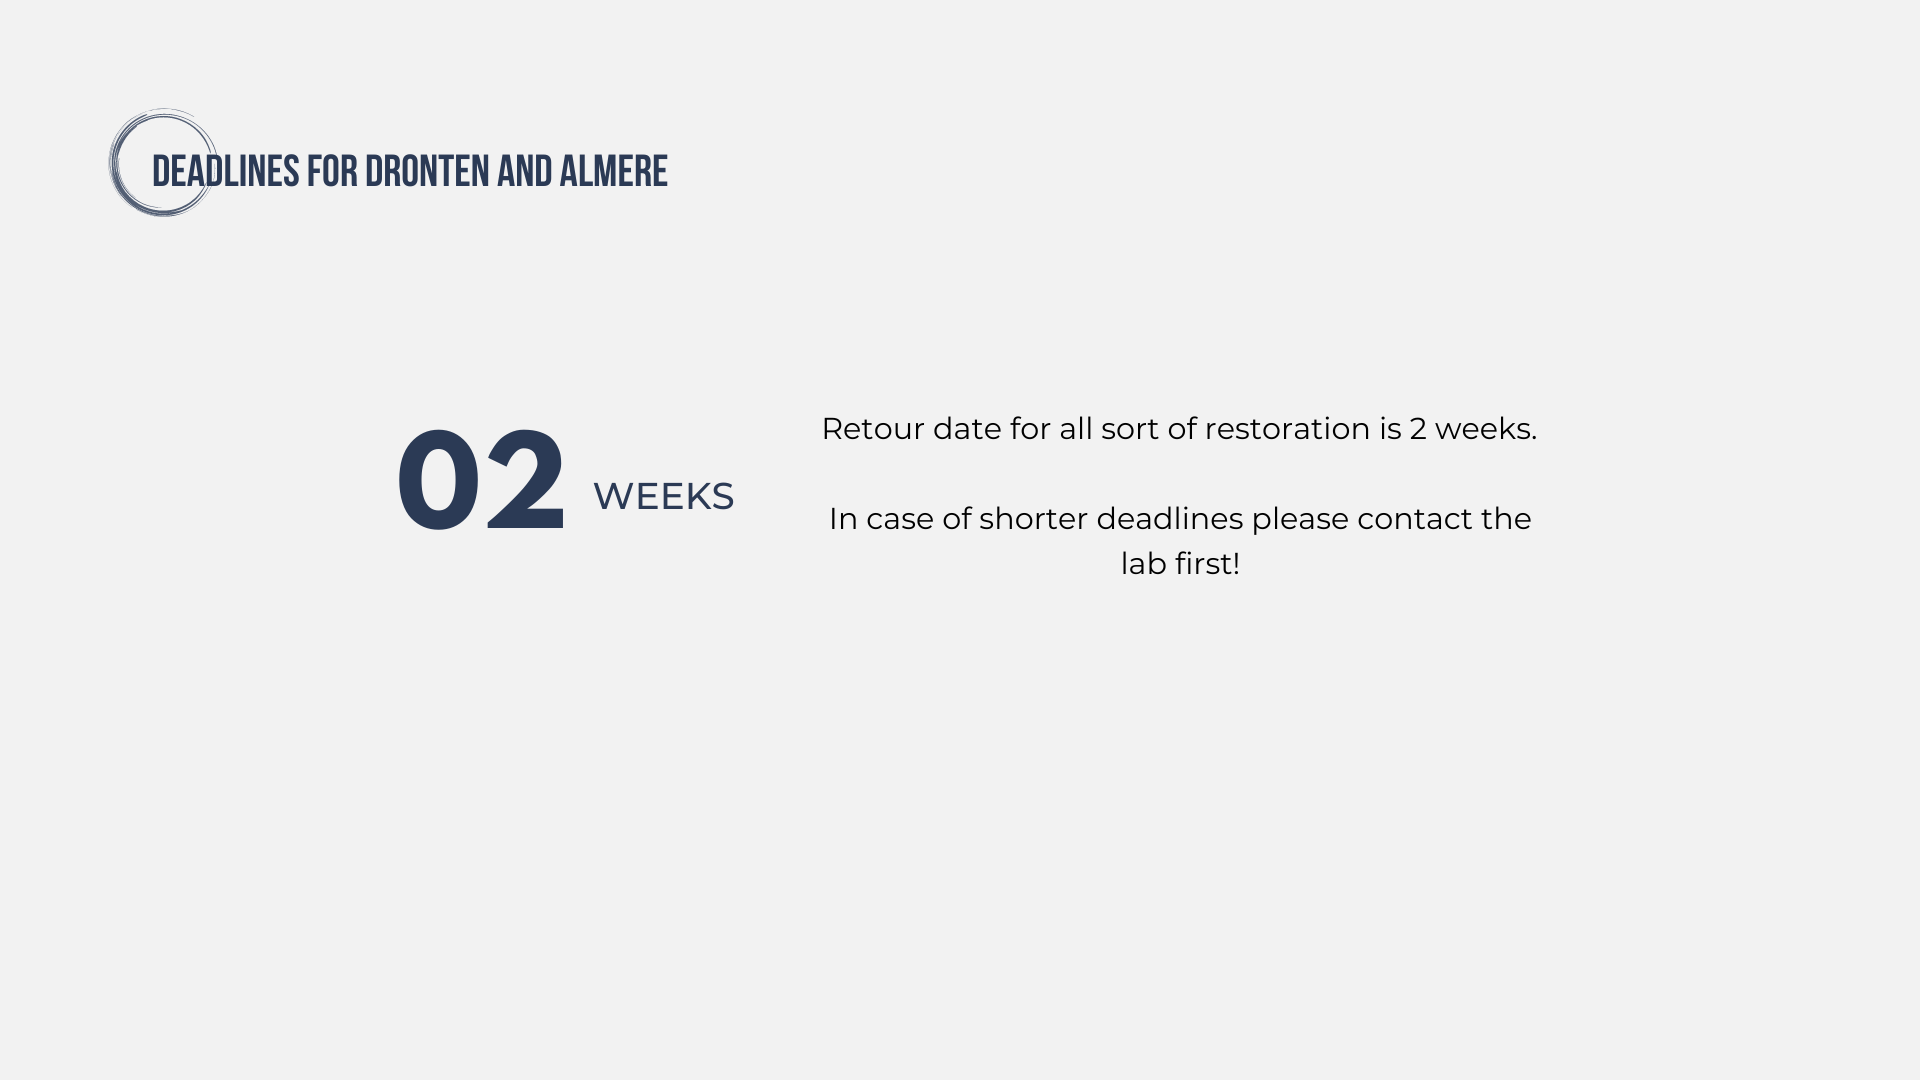 DEADLINES FOR DRONTEN AND ALMERE
02 WEEKS
Retour date for all sort of restoration is 2 weeks.
In case of shorter deadlines please contact the
lab first!